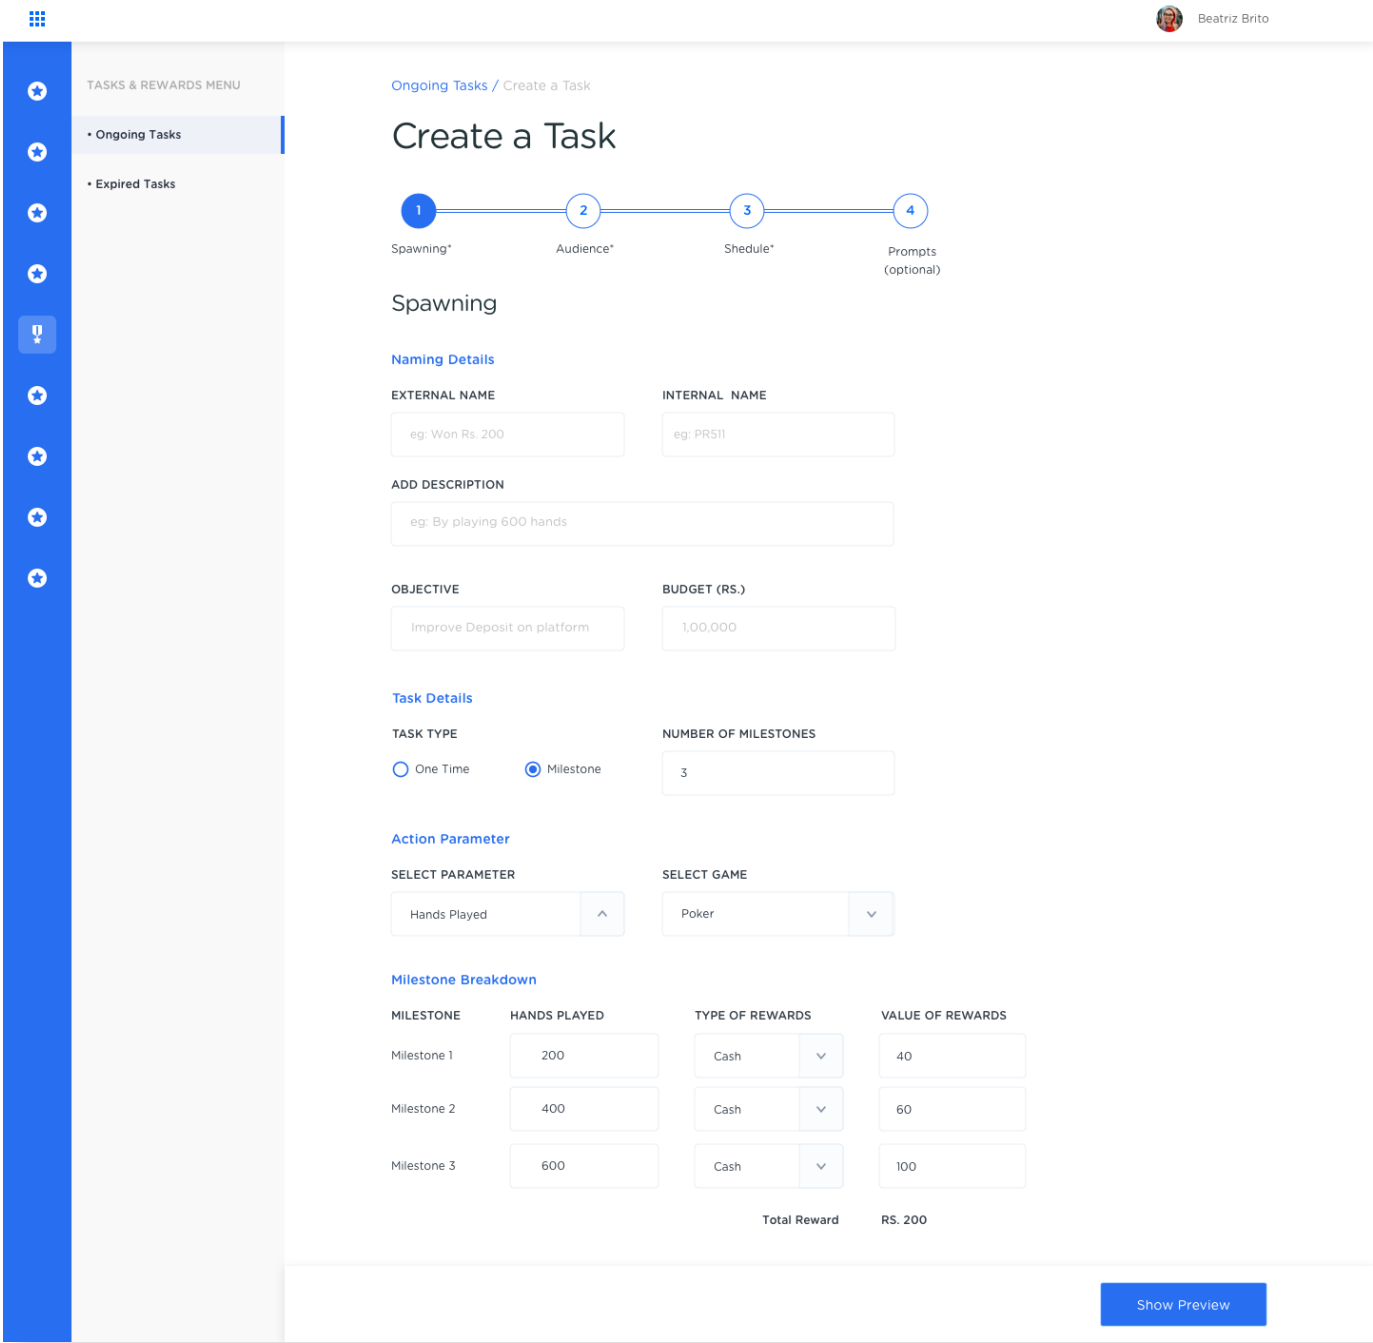 Beatriz Brito
TASKS & REWARDS MENU
• Ongoing Tasks
• Expired Tasks
Ongoing Tasks / Create a Task
Create a Task
1
2
3
4
Spawning*
Audience*
Shedule*
Prompts
(optional)
Spawning
Naming Details
EXTERNAL NAME
INTERNAL NAME
eg: Won Rs. 200
eg: PR511
ADD DESCRIPTION
eg: By playing 600 hands
OBJECTIVE
BUDGET (RS.)
Improve Deposit on platform
1,00,000
Task Details
TASK TYPE
NUMBER OF MILESTONES
One Time
Milestone
3
Action Parameter
SELECT PARAMETER
SELECT GAME
Hands Played
Poker
Milestone Breakdown
MILESTONE HANDS PLAYED TYPE OF REWARDS VALUE OF REWARDS
Milestone 1 200 Cash 40
Milestone 2 400 Cash 60
Milestone 3 600 Cash 100
Total Reward RS. 200
Show Preview